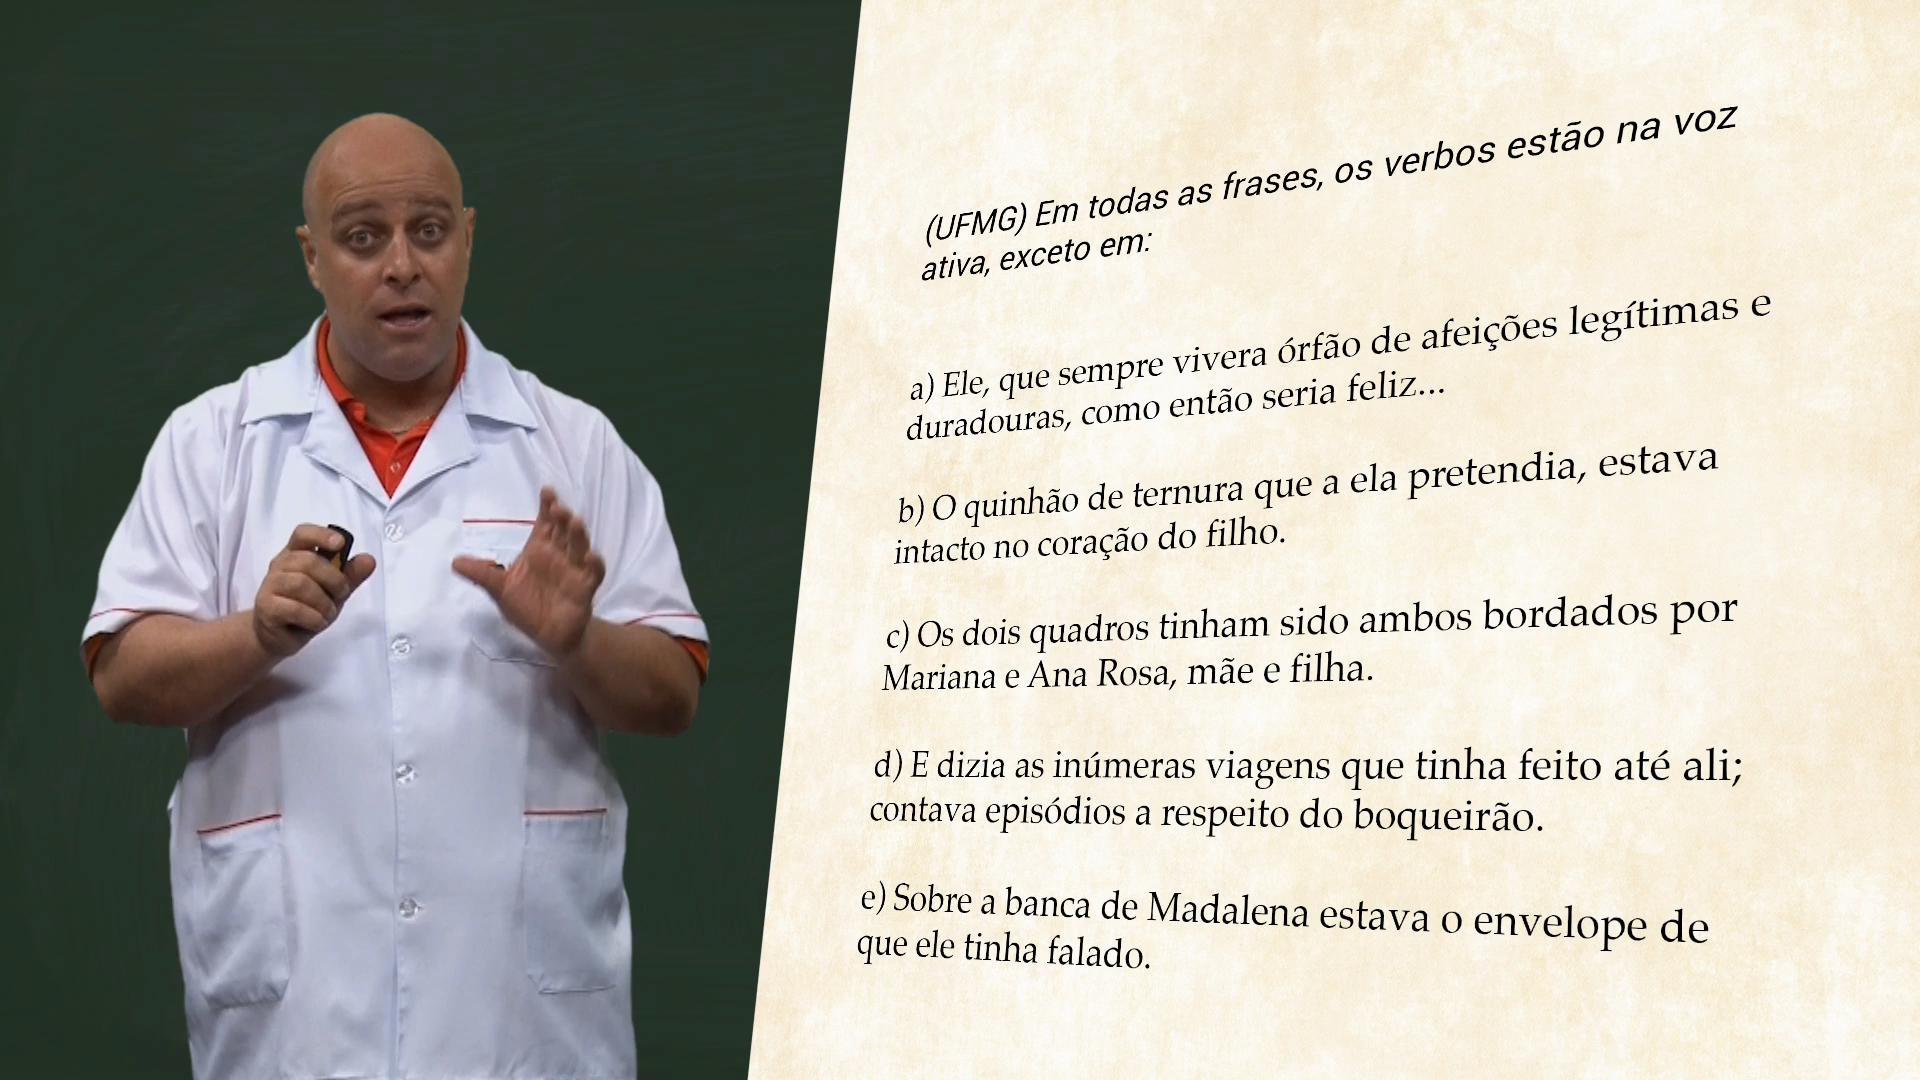 (UFMG) Em todas as frases, os verbos estão na voz
ativa, exceto em:
a) Ele, que sempre vivera órfão de afeições legítimas e
duradouras, como então seria feliz...
b) O quinhão de ternura que a ela pretendia, estava
intacto no coração do filho.
c) Os dois quadros tinham sido ambos bordados por
Mariana e Ana Rosa, mãe e filha.
d) E dizia as inúmeras viagens que tinha feito até ali;
contava episódios a respeito do boqueirão.
e) Sobre a banca de Madalena estava o envelope de
que ele tinha falado.